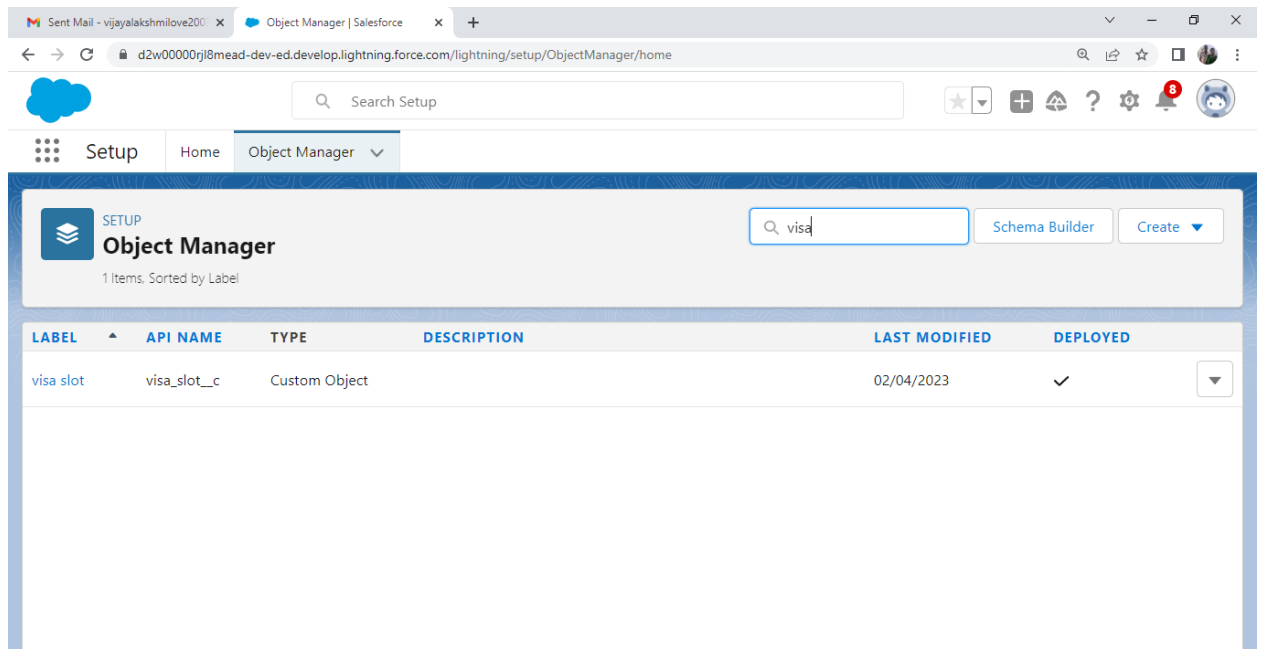 Sent Mail - vijayalakshmilove200
Object Manager | Salesforce
d2w00000rjl8mead-dev-ed.develop.lightning.force.com/lightning/setup/ObjectManager/home
Search Setup
8
Setup Home Object Manager
SETUP
Object Manager
1 Items, Sorted by Label
visa
Schema Builder
Create
LABEL API NAME TYPE DESCRIPTION LAST MODIFIED DEPLOYED
visa slot visa_slot__c Custom Object 02/04/2023